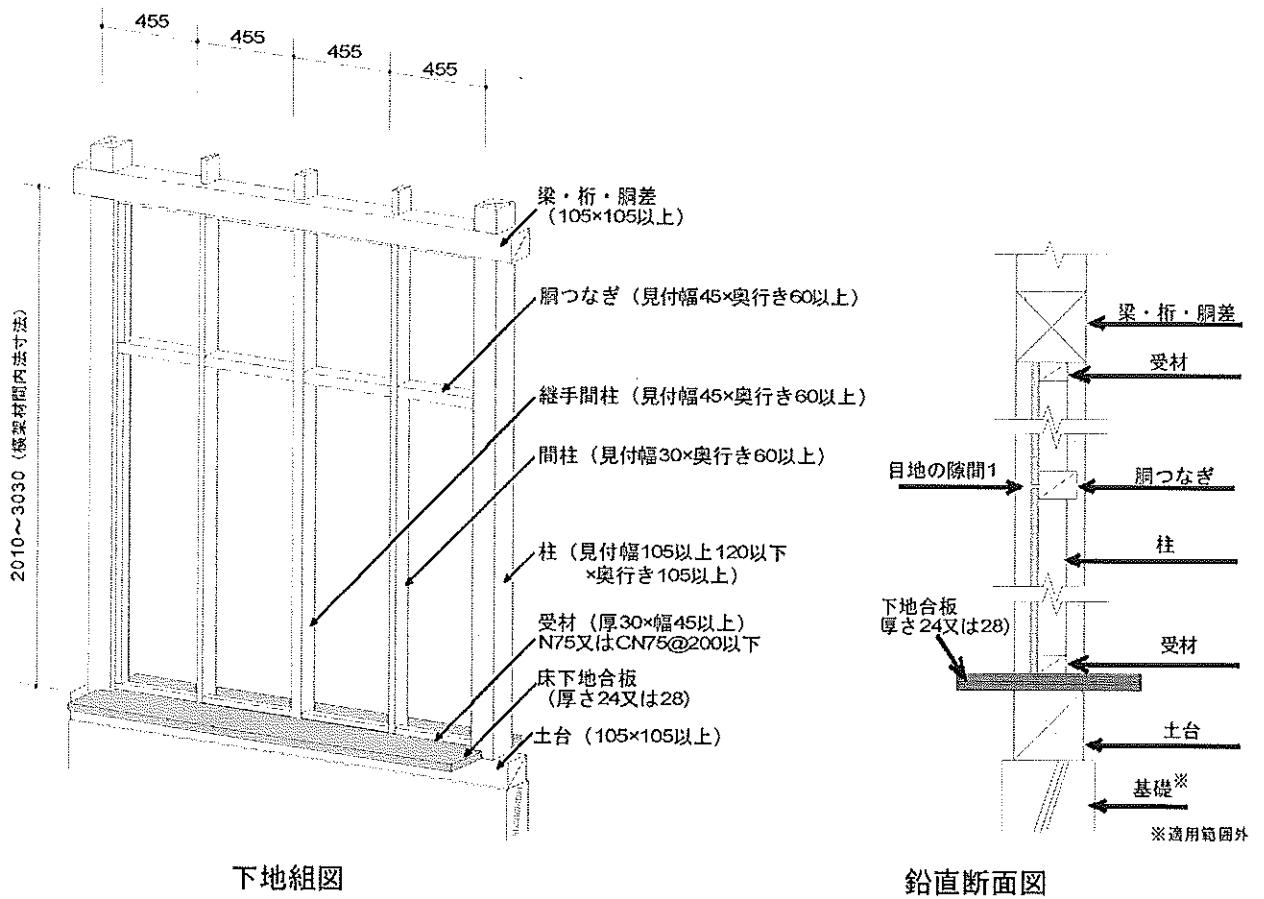 455
455
455
455
2010〜3030（横架材間内法寸法）
梁・桁・胴差
（105×105以上）
胴つなぎ（見付幅45×奥行き60以上）
継手間柱（見付幅45×奥行き60以上）
間柱（見付幅30×奥行き60以上）
柱（見付幅105以上120以下
×奥行き105以上）
受材（厚30×幅45以上）
N75又はCN75@200以下
床下地合板
（厚さ24又は28）
土台（105×105以上）
下地組図
梁・桁・胴差
受材
目地の隙間1
胴つなぎ
柱
下地合板
厚さ24又は28）
受材
土台
基礎※
※適用範囲外
鉛直断面図